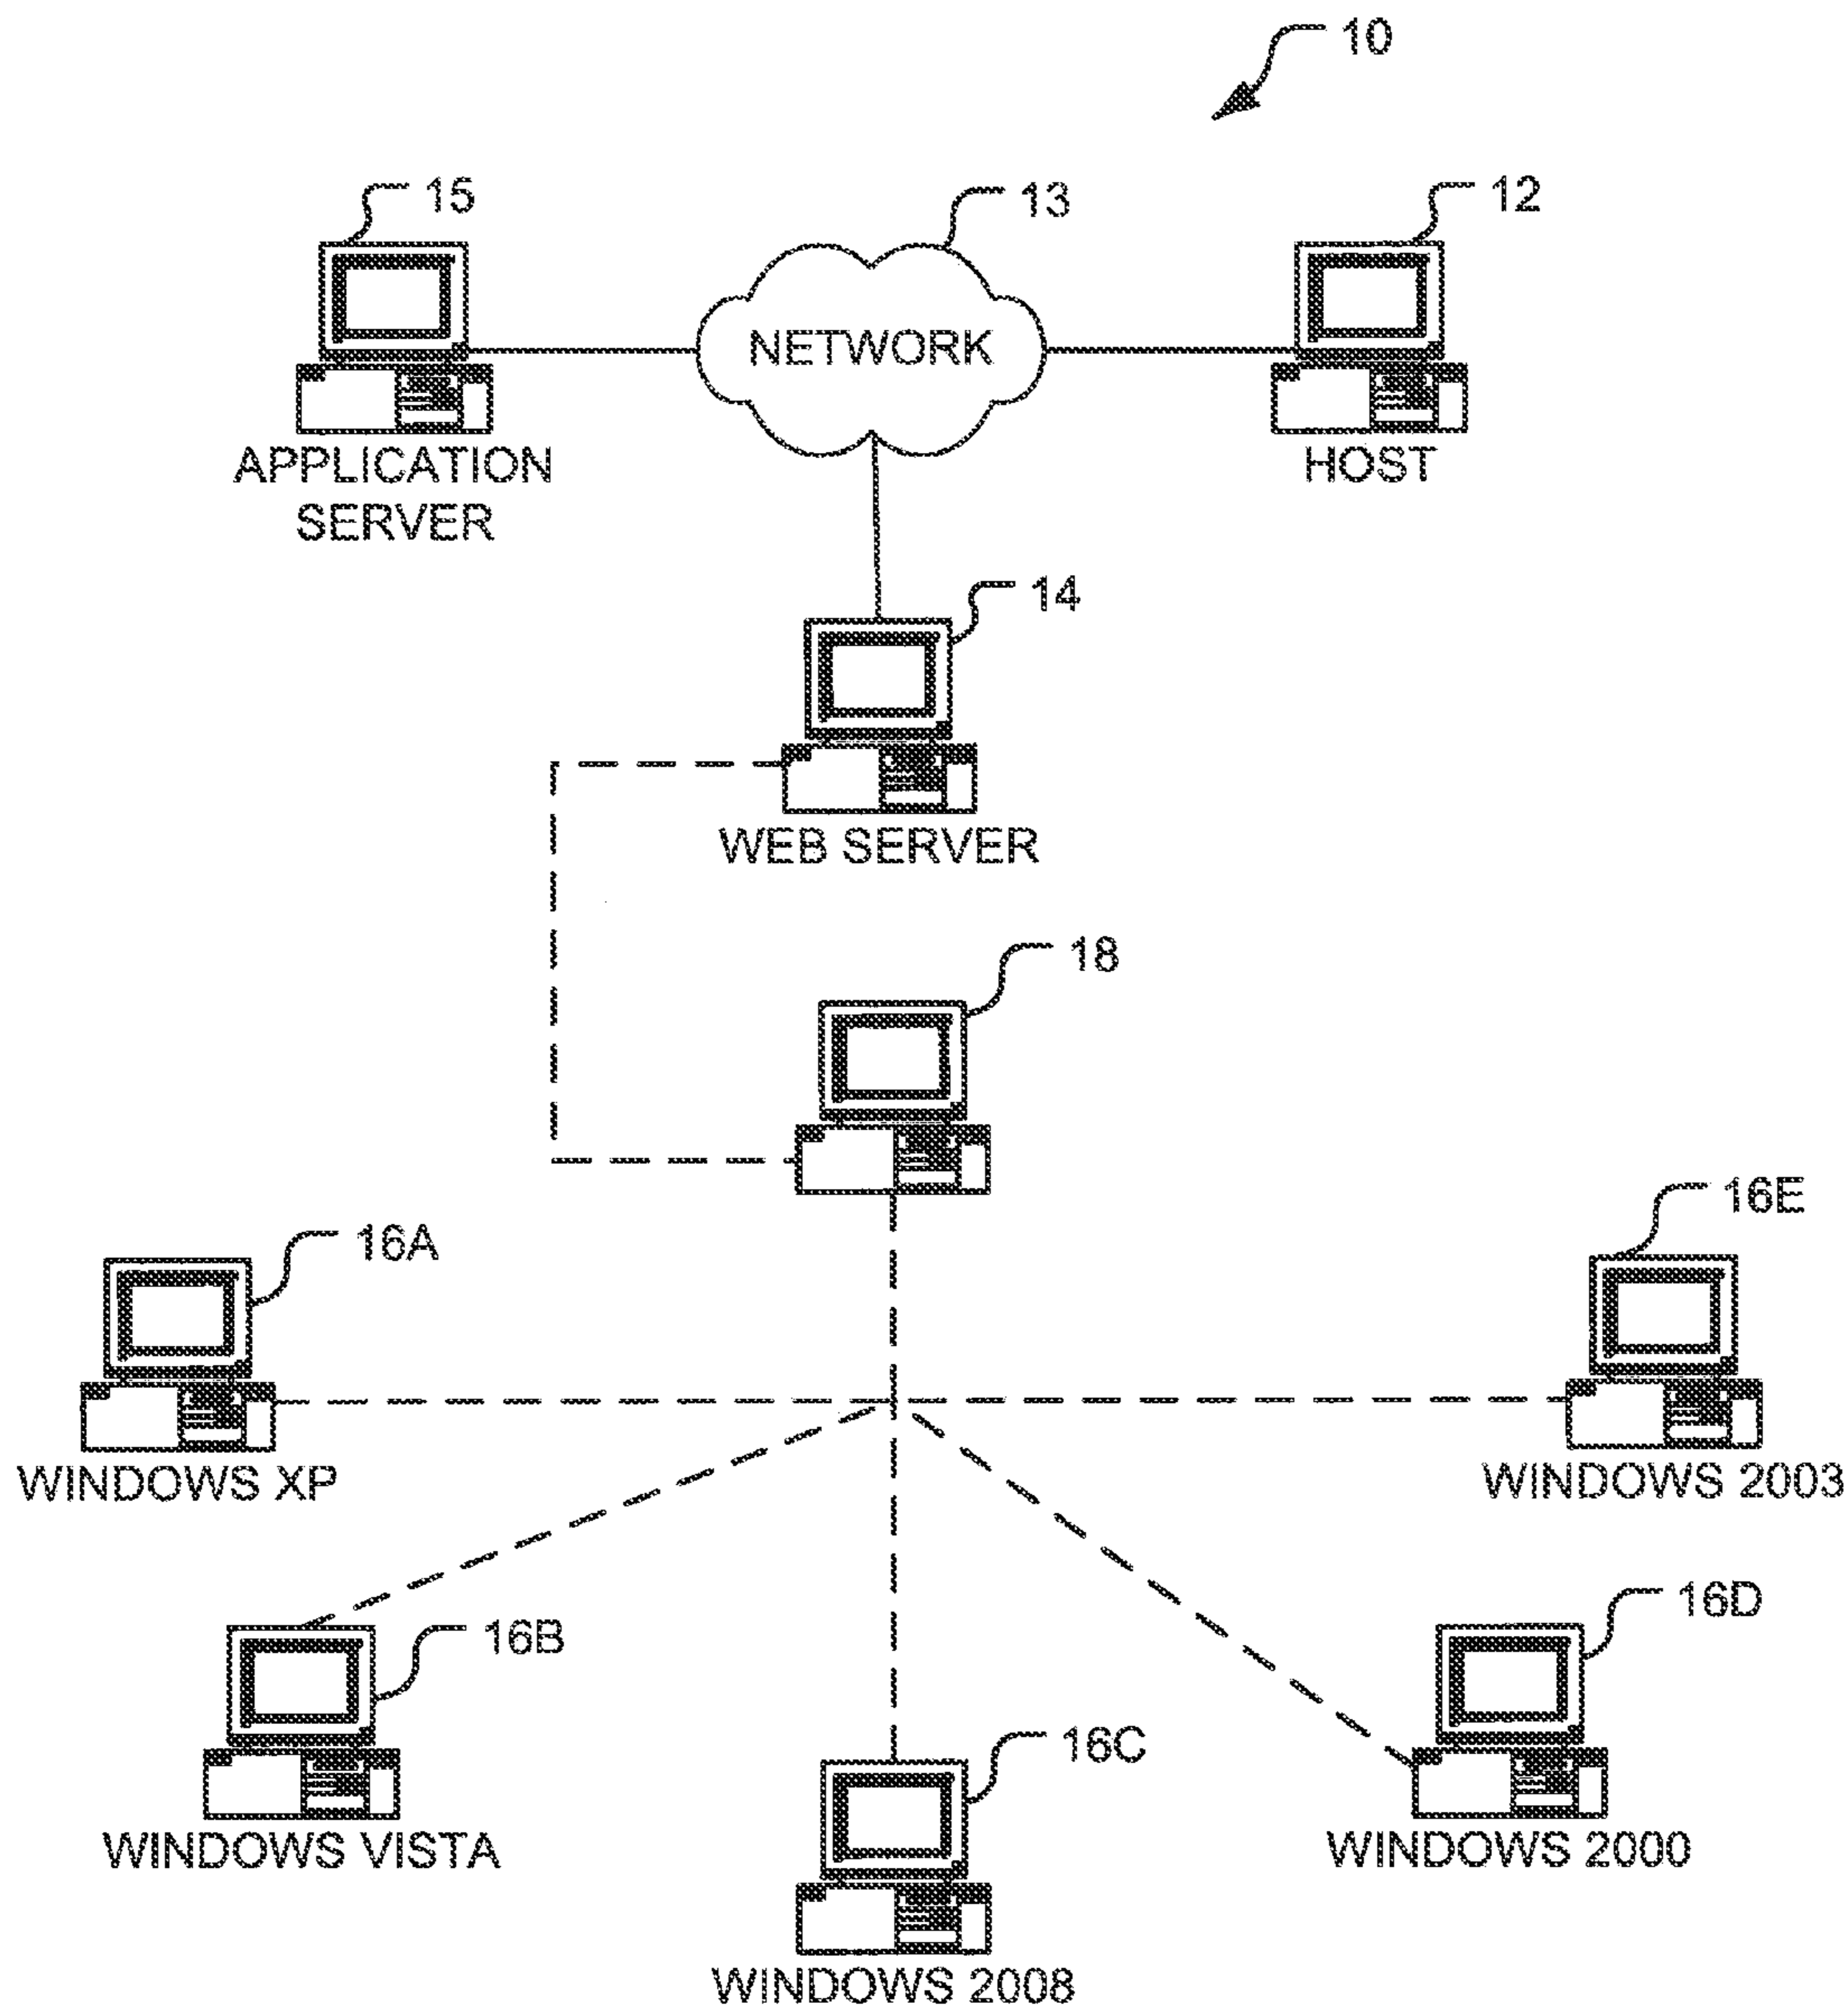 10
15
13
12
NETWORK
APPLICATION
SERVER
HOST
14
WEB SERVER
18
16A
16E
WINDOWS XP
WINDOWS 2003
16B
16D
16C
WINDOWS VISTA
WINDOWS 2000
WINDOWS 2008